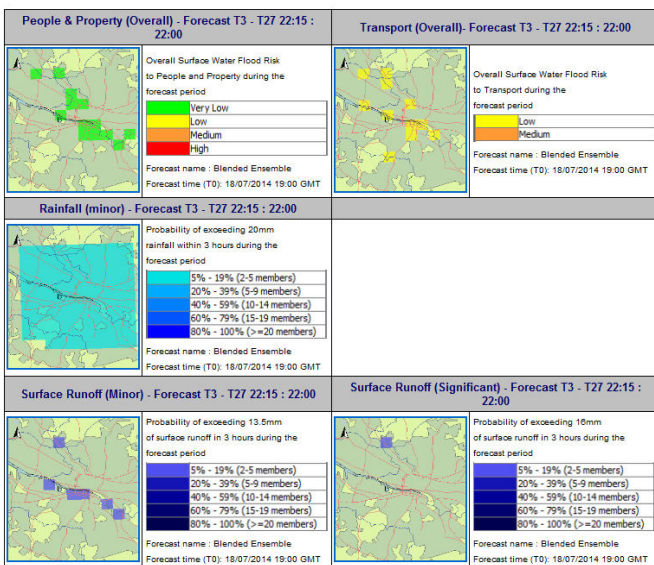 People & Property (Overall) - Forecast T3 - T27 22:15 :
22:00
Overall Surface Water Flood Risk
to People and Property during the
forecast period
Very Low
Low
Medium
High
Forecast name : Blended Ensemble
Forecast time (T0): 18/07/2014 19:00 GMT
Transport (Overall)- Forecast T3 - T27 22:15 : 22:00
Overall Surface Water Flood Risk
to Transport during the
forecast period
Low
Medium
Forecast name : Blended Ensemble
Forecast time (T0): 18/07/2014 19:00 GMT
Rainfall (minor) - Forecast T3 - T27 22:15 : 22:00
Probability of exceeding 20mm
rainfall within 3 hours during the
forecast period
5% - 19% (2-5 members)
20% - 39% (5-9 members)
40% - 59% (10-14 members)
60% - 79% (15-19 members)
80% - 100% (>=20 members)
Forecast name : Blended Ensemble
Forecast time (T0): 18/07/2014 19:00 GMT
Surface Runoff (Minor) - Forecast T3 - T27 22:15 : 22:00
Probability of exceeding 13.5mm
of surface runoff in 3 hours during the
forecast period
5% - 19% (2-5 members)
20% - 39% (5-9 members)
40% - 59% (10-14 members)
60% - 79% (15-19 members)
80% - 100% (>=20 members)
Forecast name : Blended Ensemble
Forecast time (T0): 18/07/2014 19:00 GMT
Surface Runoff (Significant) - Forecast T3 - T27 22:15 :
22:00
Probability of exceeding 16mm
of surface runoff in 3 hours during the
forecast period
5% - 19% (2-5 members)
20% - 39% (5-9 members)
40% - 59% (10-14 members)
60% - 79% (15-19 members)
80% - 100% (>=20 members)
Forecast name : Blended Ensemble
Forecast time (T0): 18/07/2014 19:00 GMT